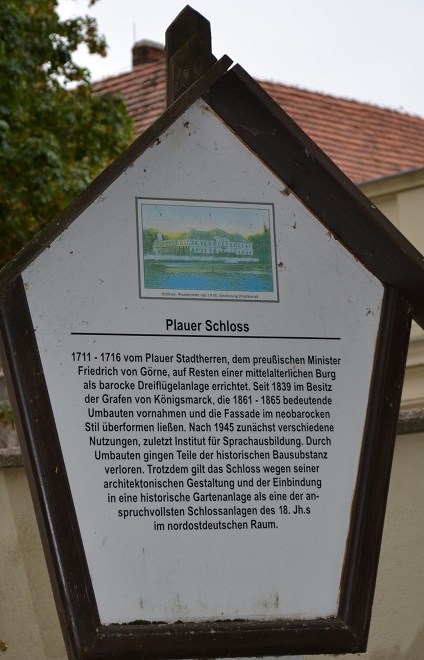 Plauer Schloss
1711 - 1716 vom Plauer Stadtherren, dem preußischen Minister
Friedrich von Görne, auf Resten einer mittelalterlichen Burg
als barocke Dreiflügelanlage errichtet. Seit 1839 im Besitz
der Grafen von Königsmarck, die 1861 - 1865 bedeutende
Umbauten vornahmen und die Fassade im neobarocken
Stil überformen ließen. Nach 1945 zunächst verschiedene
Nutzungen, zuletzt Institut für Sprachausbildung. Durch
Umbauten gingen Teile der historischen Bausubstanz
verloren. Trotzdem gilt das Schloss wegen seiner
architektonischen Gestaltung und der Einbindung
in eine historische Gartenanlage als eine der an-
spruchvollsten Schlossanlagen des 18. Jh.s
im nordostdeutschen Raum.